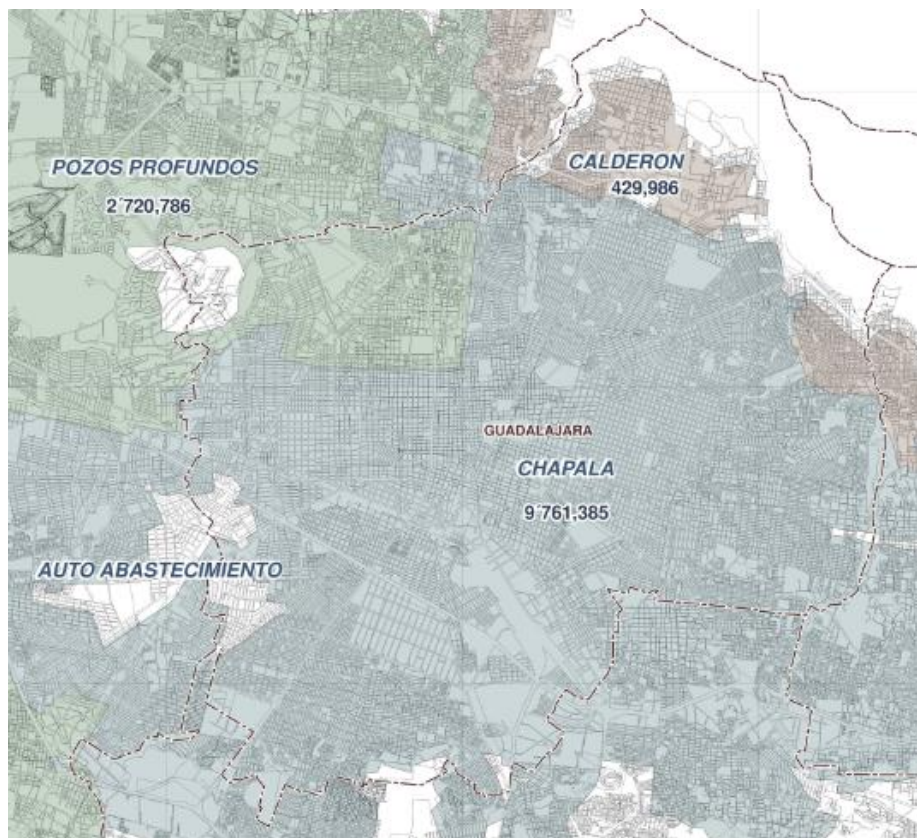 POZOS PROFUNDOS
2´720,786
CALDERON
429,986
GUADALAJARA
CHAPALA
9´761,385
AUTO ABASTECIMIENTO